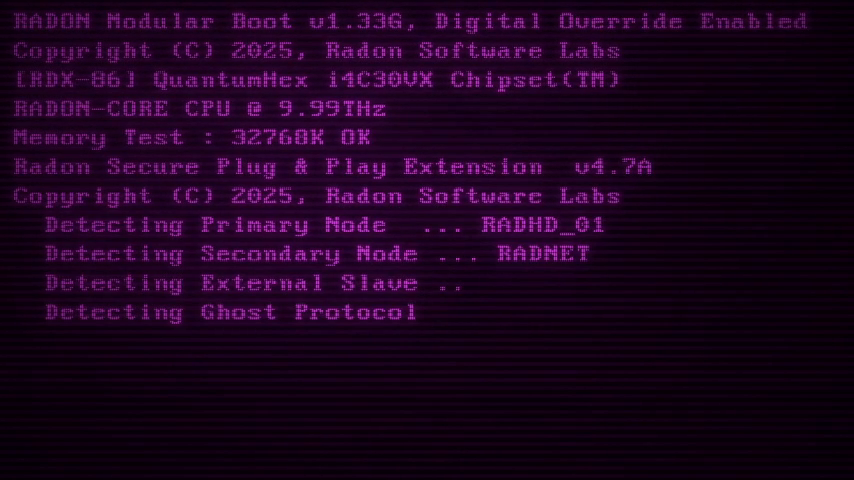 RADON Modular Boot v1.33G, Digital Override Enabled
Copyright (C) 2025, Radon Software Labs
[RDX-86] QuantumHex i4C30VX Chipset(TM)
RADON-CORE CPU @ 9.99THz
Memory Test : 32768K OK
Radon Secure Plug & Play Extension  v4.7A
Copyright (C) 2025, Radon Software Labs
  Detecting Primary Node  ... RADHD_01
  Detecting Secondary Node ... RADNET
  Detecting External Slave ..
  Detecting Ghost Protocol